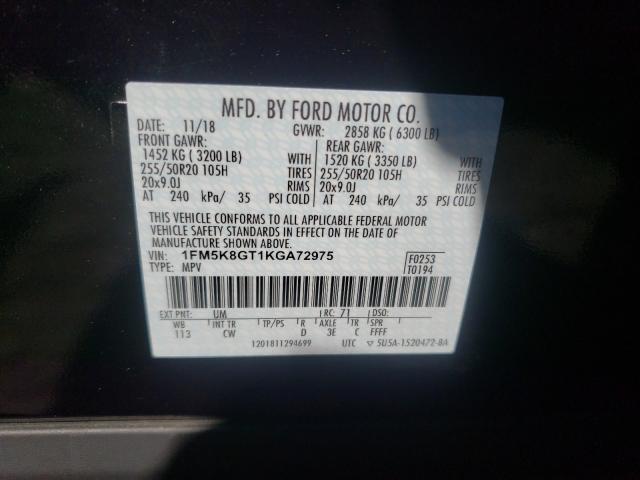 MFD. BY FORD MOTOR CO.
DATE: 11/18 GVWR: 2858 KG ( 6300 LB)
FRONT GAWR: REAR GAWR:
1452 KG ( 3200 LB) WITH 1520 KG ( 3350 LB) WITH
255/50R20 105H TIRES 255/50R20 105H TIRES
20x9.0J RIMS 20x9.0J RIMS
AT 240 kPa/ 35 PSI COLD AT 240 kPa/ 35 PSI COLD
THIS VEHICLE CONFORMS TO ALL APPLICABLE FEDERAL MOTOR
VEHICLE SAFETY STANDARDS IN EFFECT ON THE DATE OF
MANUFACTURE SHOWN ABOVE.
VIN: 1FM5K8GT1KGA72975 F0253
TYPE: MPV T0194
EXT PNT: UM RC: 71 DSO:
WB INT TR TP/PS R AXLE TR SPR
113 CW D 3E C FFFF
1201811294699 UTC ▽ 5U5A-1520472-BA